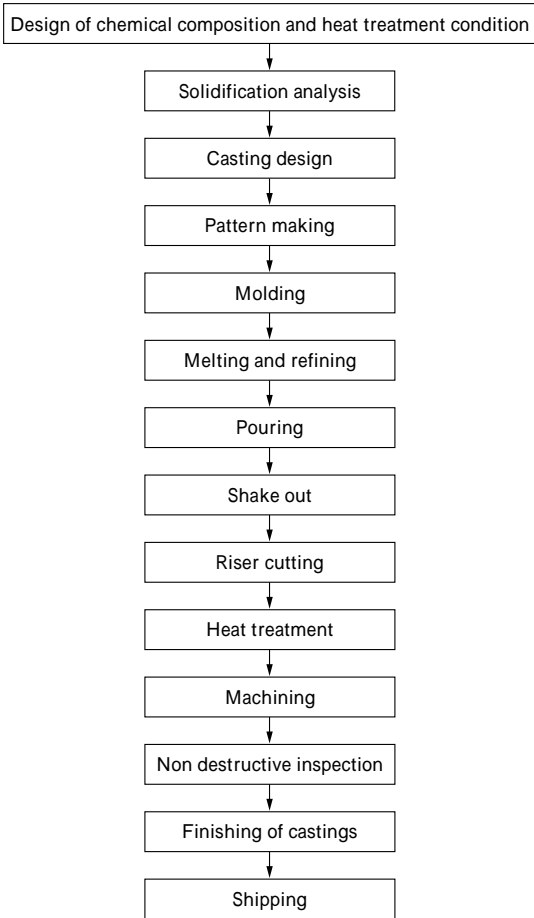 Design of chemical composition and heat treatment condition
Solidification analysis
Casting design
Pattern making
Molding
Melting and refining
Pouring
Shake out
Riser cutting
Heat treatment
Machining
Non destructive inspection
Finishing of castings
Shipping